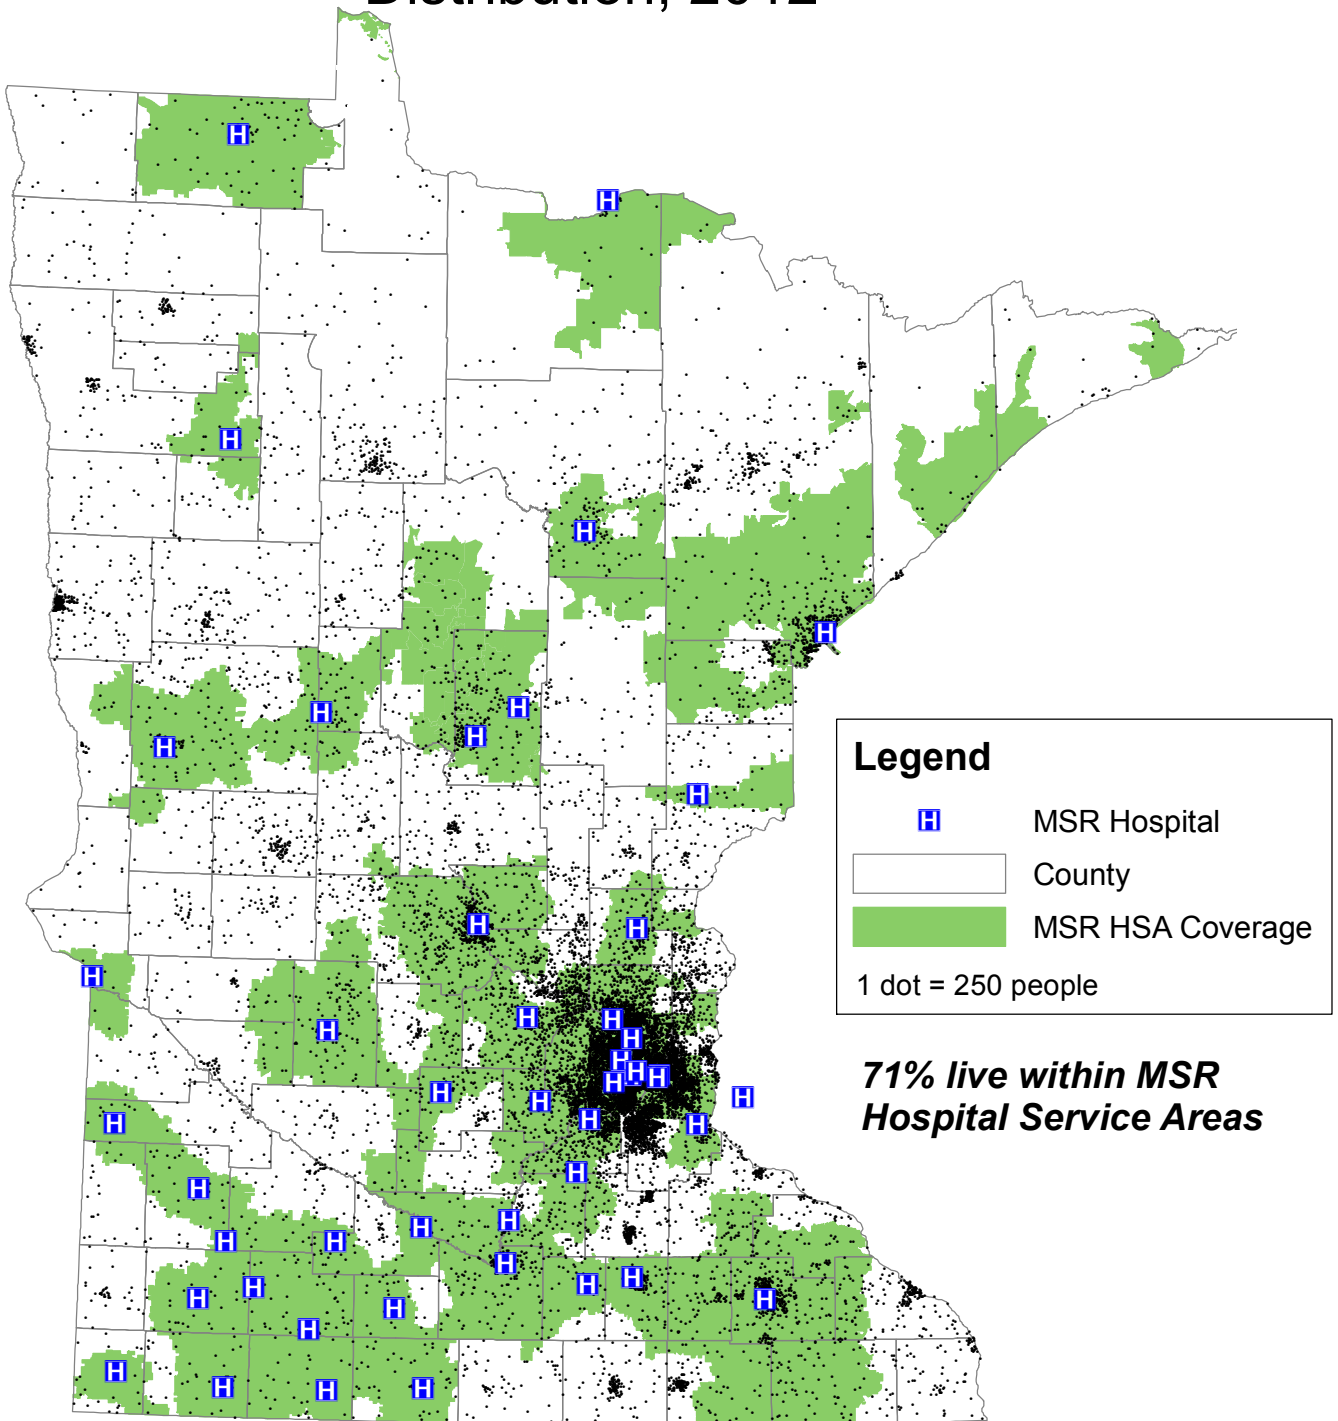 Distribution, 2012
Legend
H MSR Hospital
County
MSR HSA Coverage
1 dot = 250 people
71% live within MSR
Hospital Service Areas